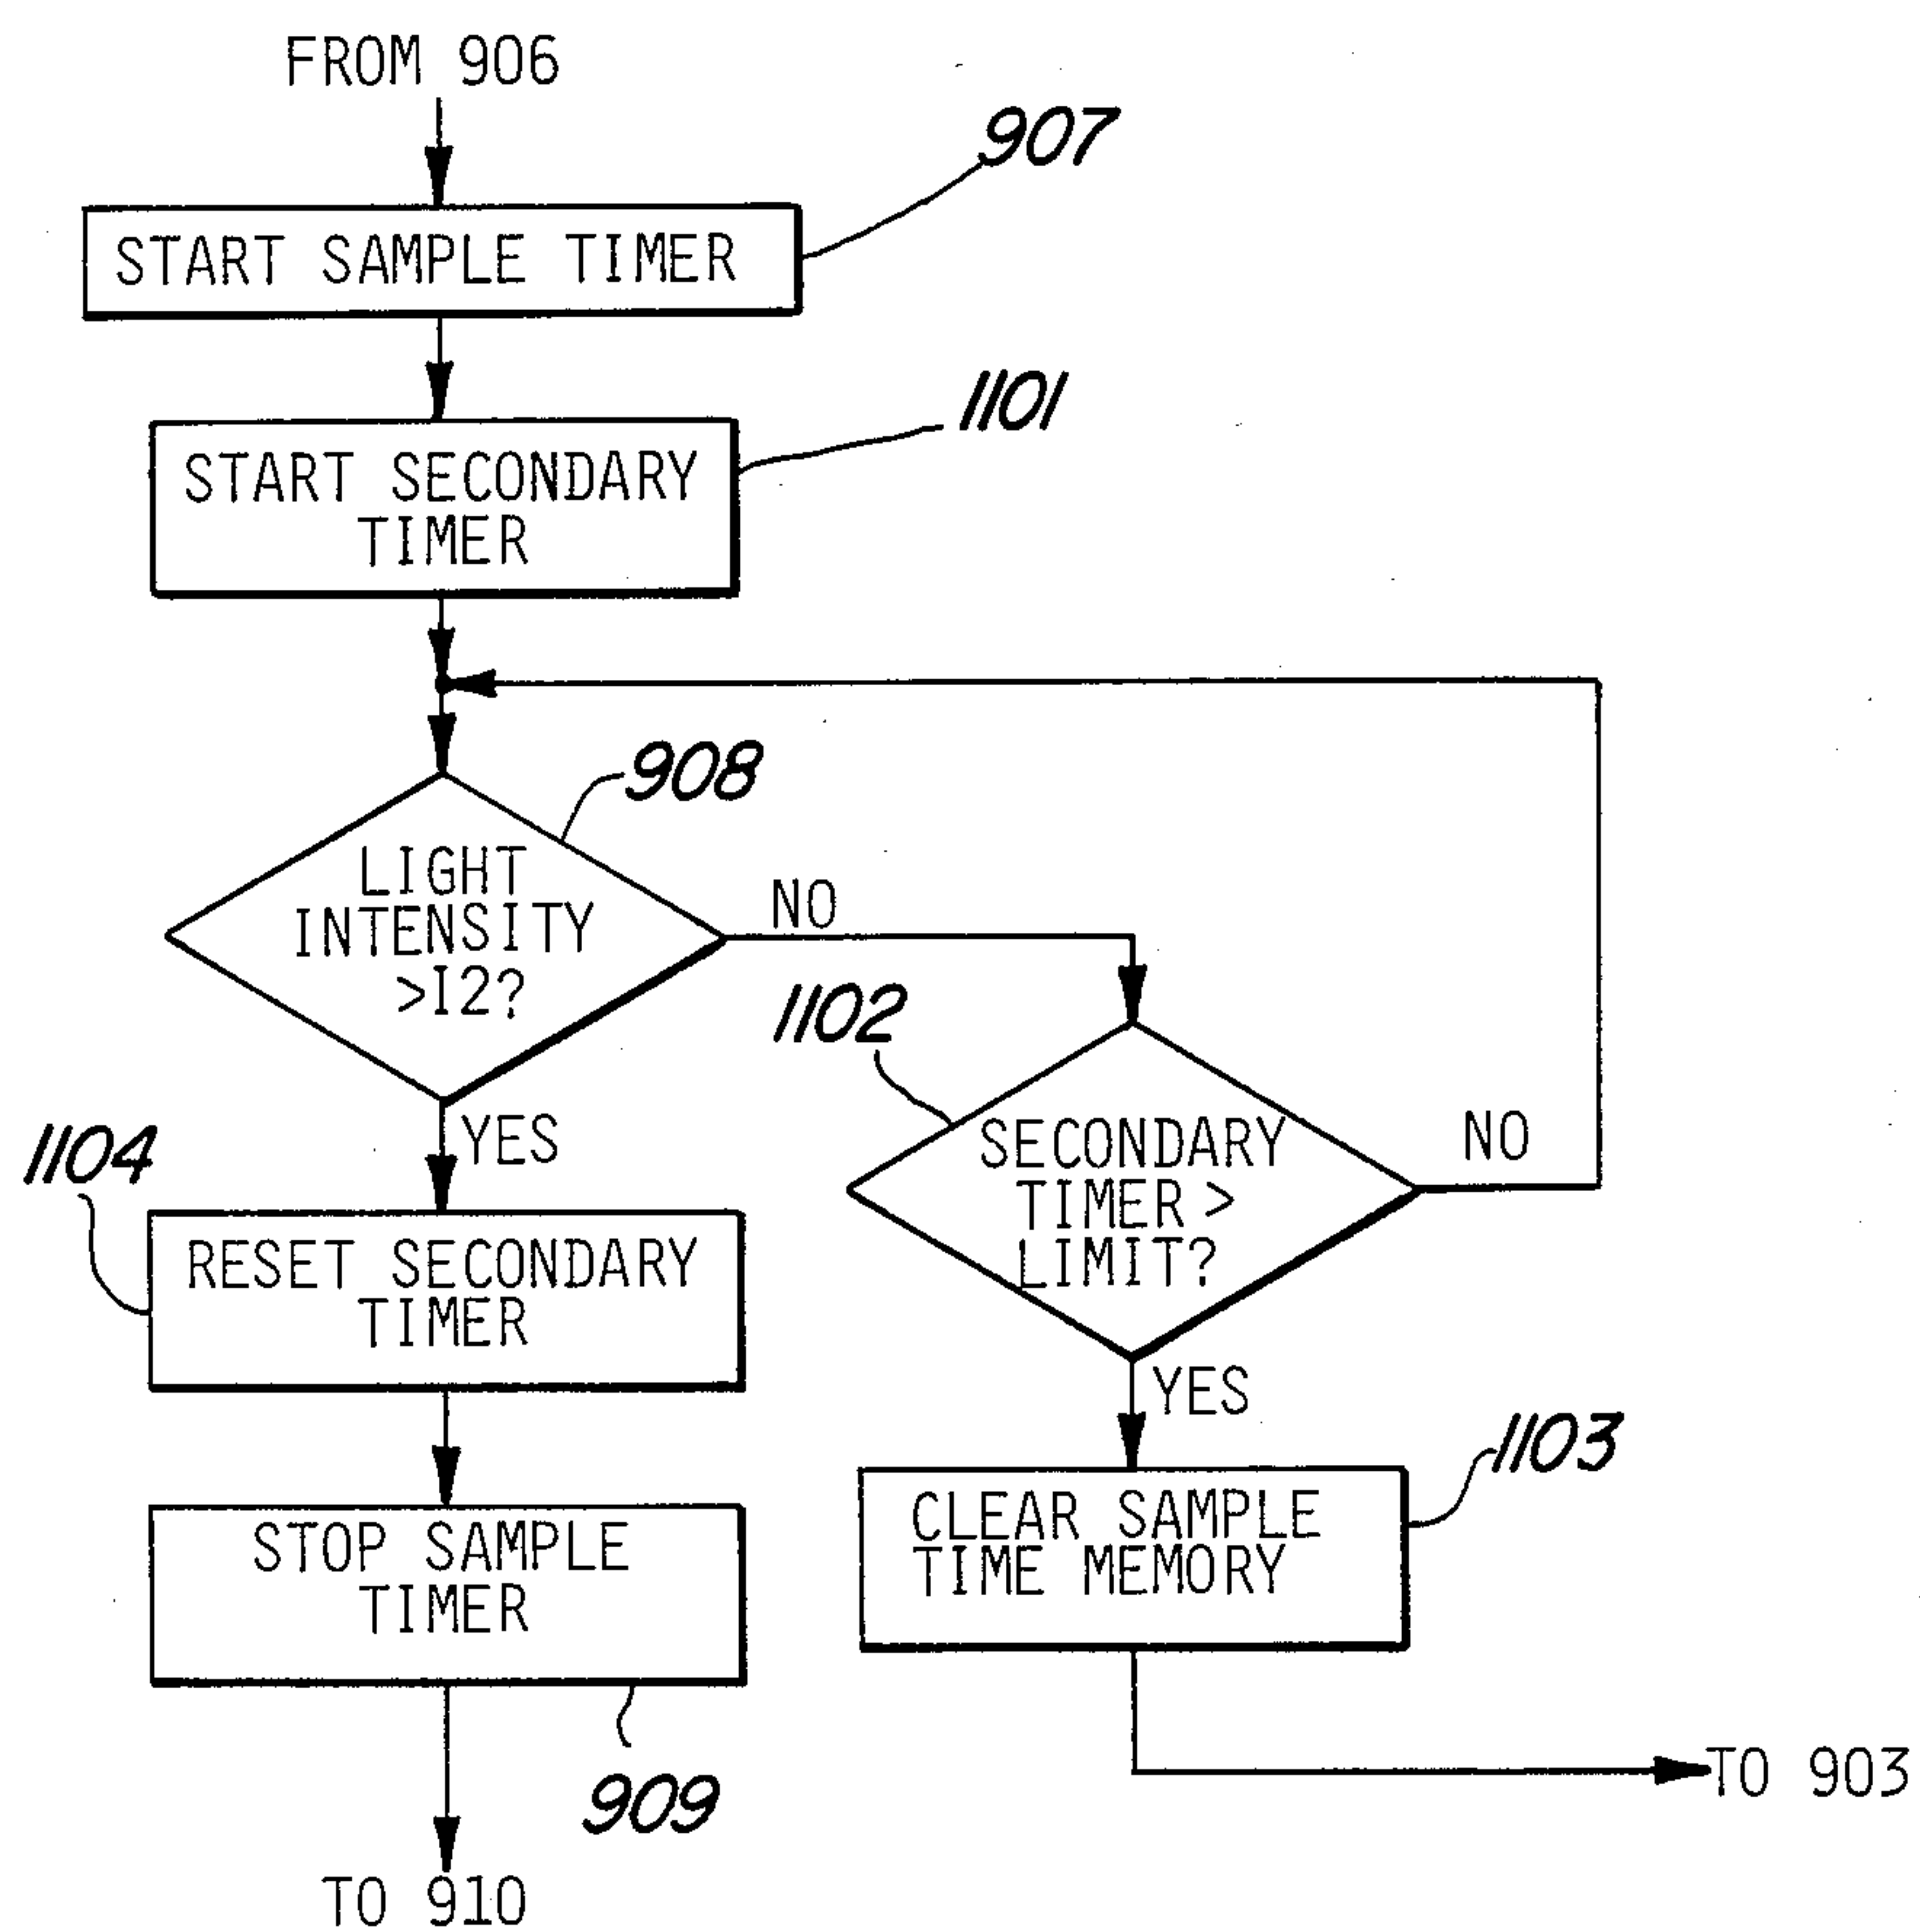 FROM 906
907
START SAMPLE TIMER
1101
START SECONDARY
TIMER
908
LIGHT
INTENSITY
>I2?
NO
1102
SECONDARY
TIMER >
LIMIT?
NO
YES
1104
RESET SECONDARY
TIMER
YES
1103
CLEAR SAMPLE
TIME MEMORY
STOP SAMPLE
TIMER
909
TO 903
TO 910